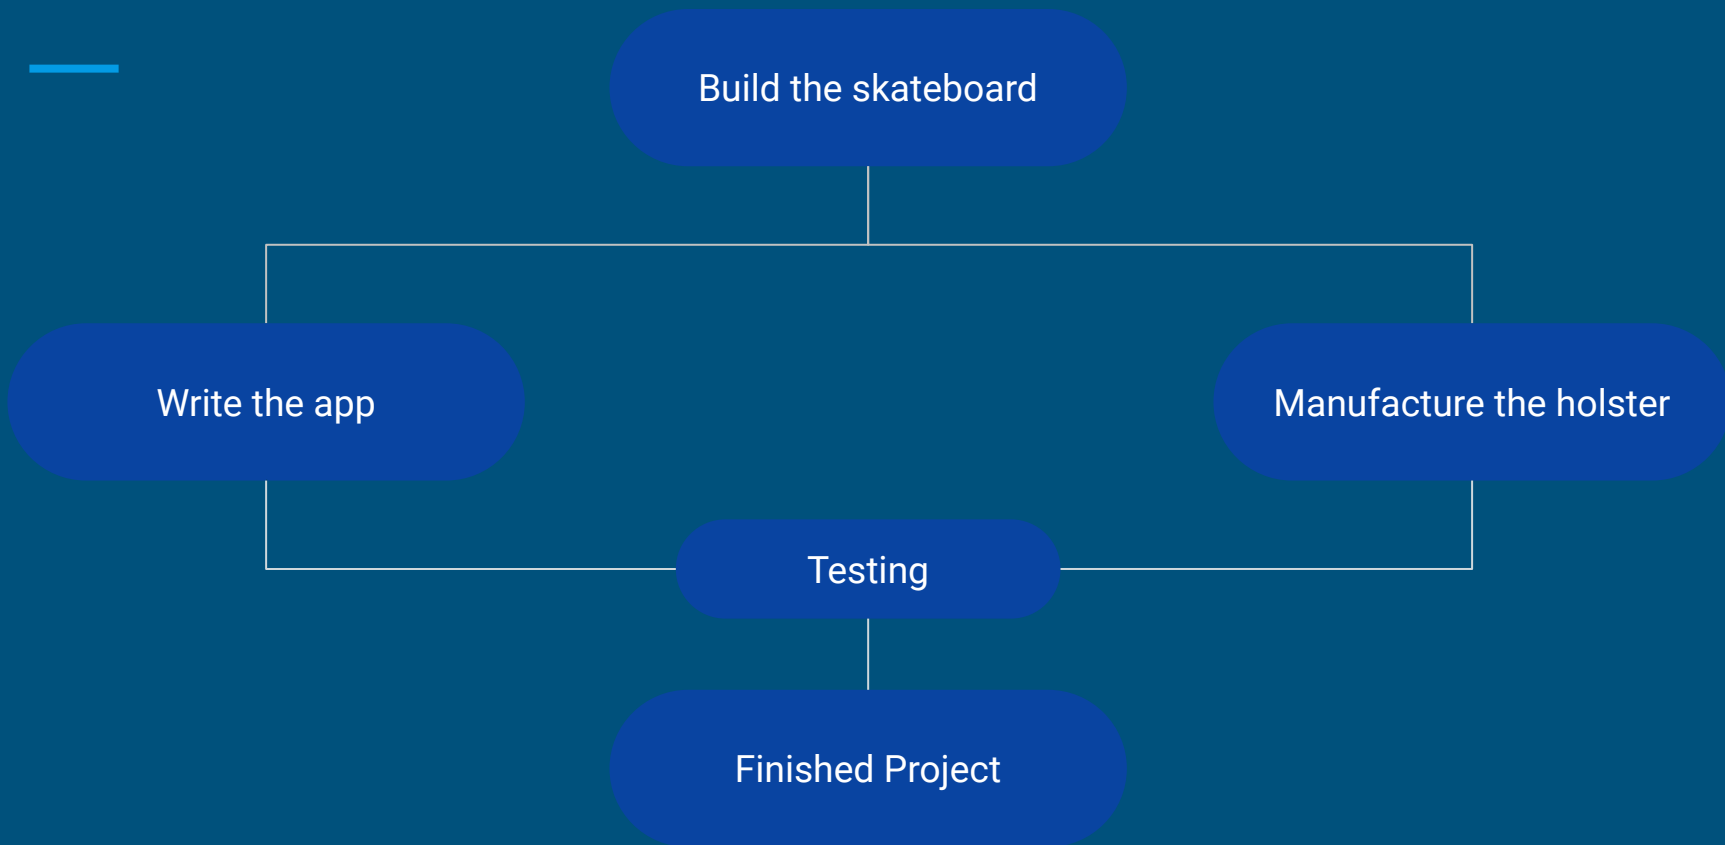 Build the skateboard
Write the app
Manufacture the holster
Testing
Finished Project